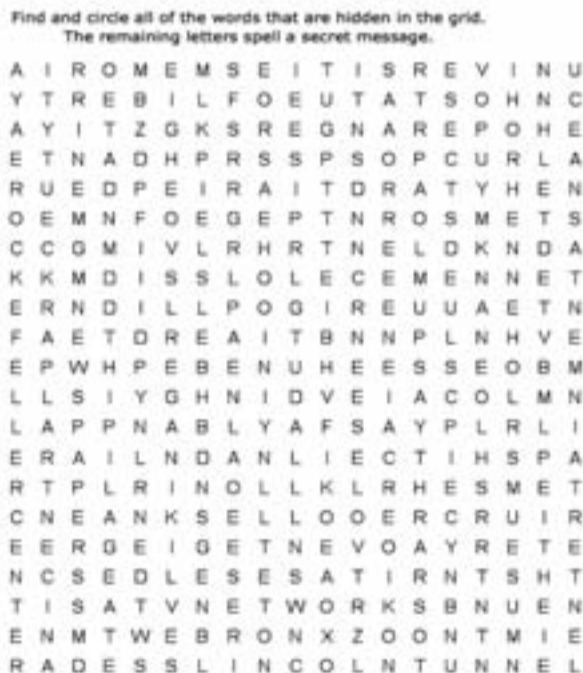 Find and circle all of the words that are hidden in the grid.
The remaining letters spell a secret message.
A I R O M E M S E I T I S R E V I N U
Y T R E B I L F O E U T A T S O H N C
A Y I T Z G K S R E G N A R E P O H E
E T N A D H P R S S P S O P C U R L A
R U E D P E I R A I T D R A T Y H E N
O E M N F O E G E P T N R O S M E T S
C C G M I V L R H R T N E L D K N D A
K K M D I S S L O L E C E M E N N E T
E R N D I L L P O G I R E U U A E T N
F A E T D R E A I T B N N P L N H V E
E P W H P E B E N U H E E S S E O B M
L L S I Y G H N I D V E I A C O L M N
L A P P N A B L Y A F S A Y P L R L I
E R A I L N D A N L I E C T I H S P A
R T P L R I N O L L K L R H E S M E T
C N E A N K S E L L O O E R C R U I R
E E R G E I G E T N E V O A Y R E T E
N C S E D L E S E S A T I R N T S H T
T I S A T V N E T W O R K S B N U E N
E N M T W E B R O N X Z O O N T M I E
R A D E S S L I N C O L N T U N N E L